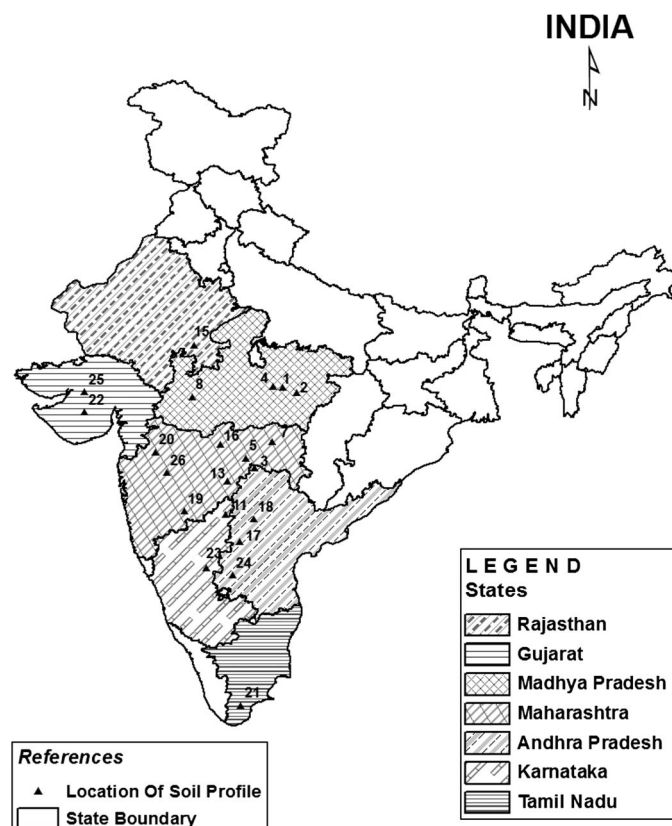 INDIA
N
15
25
22
8
4
1
2
20
16
5
7
3
26
13
19
11
18
17
23
24
21
L E G E N D
States
Rajasthan
Gujarat
Madhya Pradesh
Maharashtra
Andhra Pradesh
Karnataka
Tamil Nadu
References
Location Of Soil Profile
State Boundary